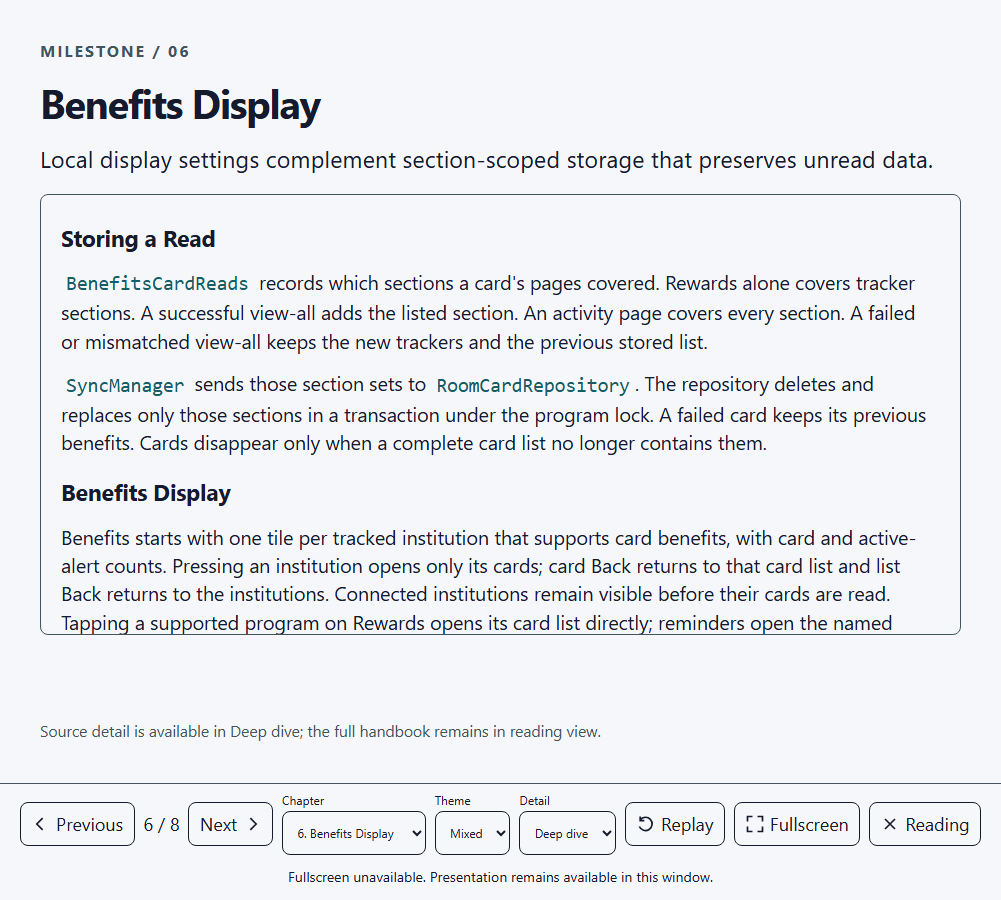 MILESTONE / 06
Benefits Display
Local display settings complement section-scoped storage that preserves unread data.
Storing a Read
BenefitsCardReads records which sections a card's pages covered. Rewards alone covers tracker
sections. A successful view-all adds the listed section. An activity page covers every section. A failed
or mismatched view-all keeps the new trackers and the previous stored list.
SyncManager sends those section sets to RoomCardRepository. The repository deletes and
replaces only those sections in a transaction under the program lock. A failed card keeps its previous
benefits. Cards disappear only when a complete card list no longer contains them.
Benefits Display
Benefits starts with one tile per tracked institution that supports card benefits, with card and active-
alert counts. Pressing an institution opens only its cards; card Back returns to that card list and list
Back returns to the institutions. Connected institutions remain visible before their cards are read.
Tapping a supported program on Rewards opens its card list directly; reminders open the named
Source detail is available in Deep dive; the full handbook remains in reading view.
Chapter Theme Detail
Previous 6 / 8 Next 6. Benefits Display Mixed Deep dive Replay Fullscreen Reading
Fullscreen unavailable. Presentation remains available in this window.